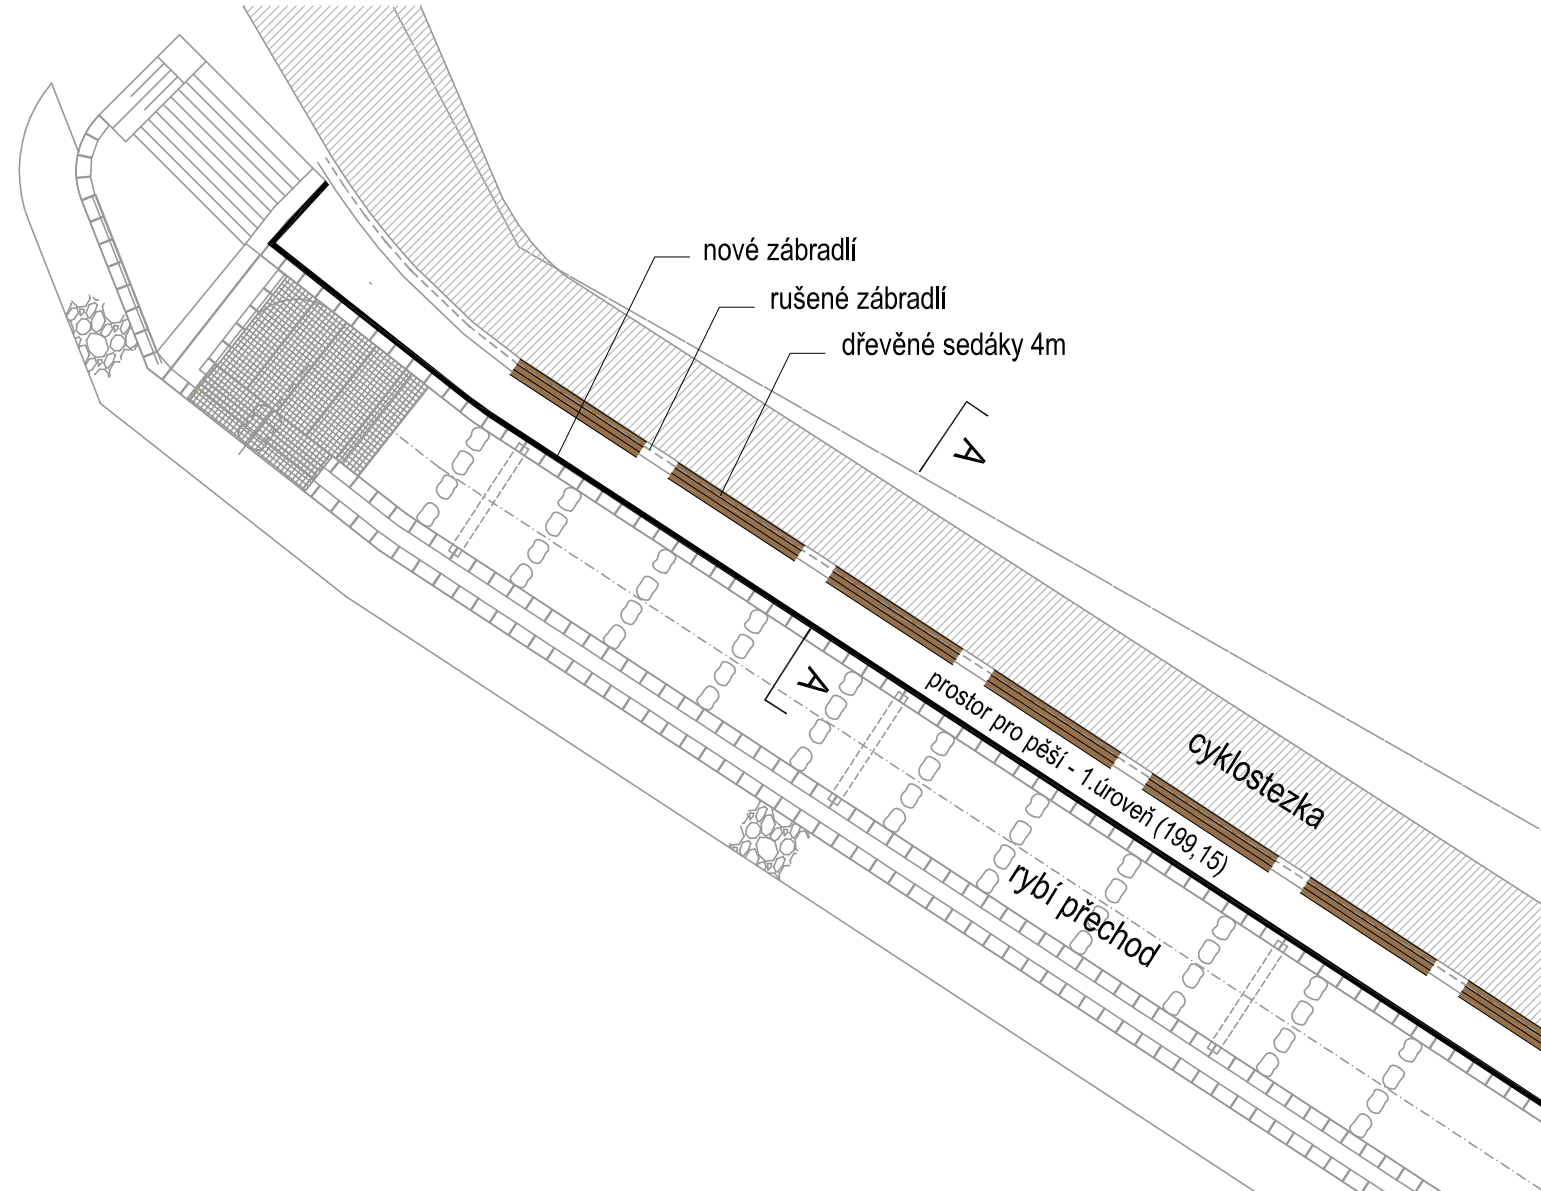 nové zábradlí
rušené zábradlí
dřevěné sedáky 4m
A
A
prostor pro pěší - 1.úroveň (199,15)
cyklostezka
rybí přechod